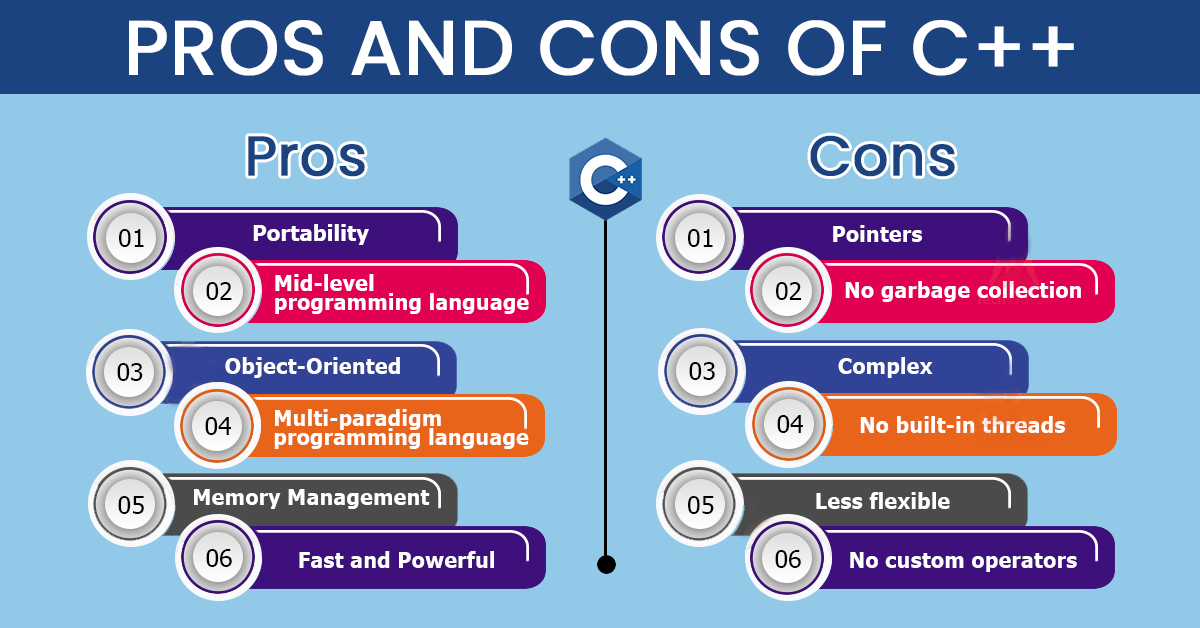 PROS AND CONS OF C++
Pros
01
Portability
02
Mid-level
programming language
03
Object-Oriented
04
Multi-paradigm
programming language
05
Memory Management
06
Fast and Powerful
C++
Cons
01
Pointers
02
No garbage collection
03
Complex
04
No built-in threads
05
Less flexible
06
No custom operators